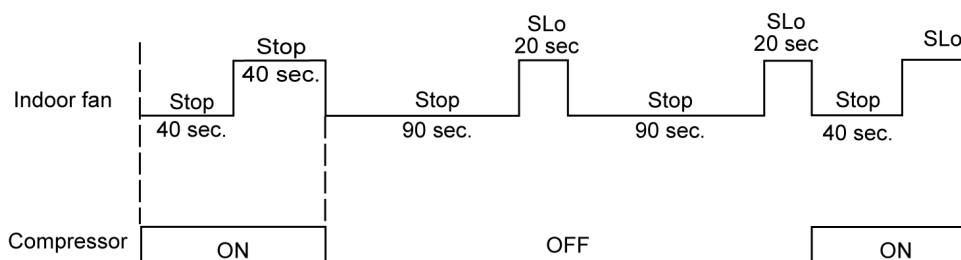 SLo
20 sec
SLo
20 sec
SLo
Stop
40 sec.
Indoor fan
Stop
40 sec.
Stop
90 sec.
Stop
90 sec.
Stop
40 sec.
Compressor
ON
OFF
ON